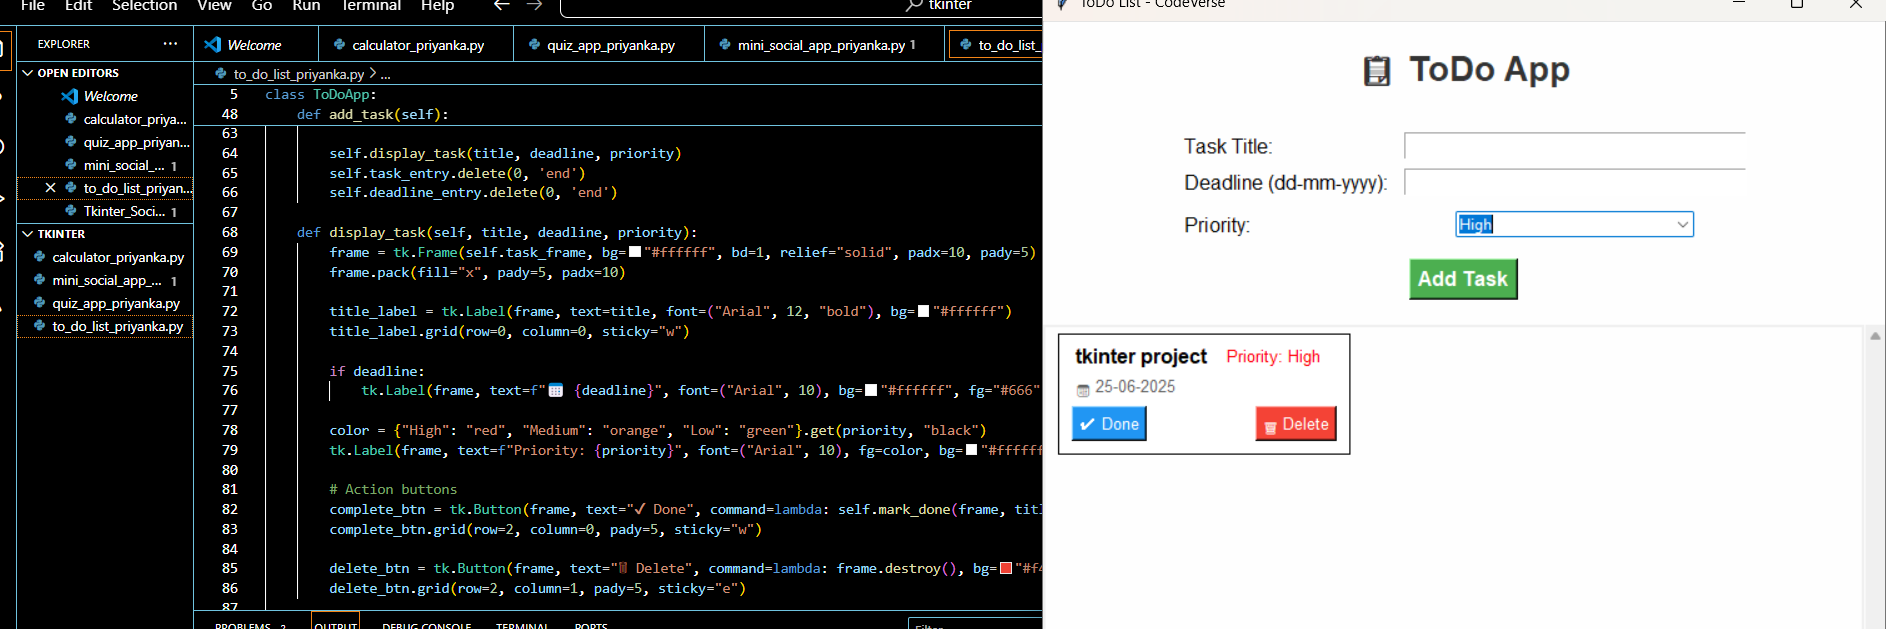 File Edit Selection View Go Run Terminal Help
tkinter
EXPLORER
OPEN EDITORS
Welcome
calculator_priya...
quiz_app_priyan...
mini_social_... 1
to_do_list_priyan...
Tkinter_Soci... 1
TKINTER
calculator_priyanka.py
mini_social_app_... 1
quiz_app_priyanka.py
to_do_list_priyanka.py
Welcome calculator_priyanka.py quiz_app_priyanka.py mini_social_app_priyanka.py 1 to_do_list_
to_do_list_priyanka.py > ...
5 class ToDoApp:
48 def add_task(self):
63
64 self.display_task(title, deadline, priority)
65 self.task_entry.delete(0, 'end')
66 self.deadline_entry.delete(0, 'end')
67
68 def display_task(self, title, deadline, priority):
69 frame = tk.Frame(self.task_frame, bg="#ffffff", bd=1, relief="solid", padx=10, pady=5)
70 frame.pack(fill="x", pady=5, padx=10)
71
72 title_label = tk.Label(frame, text=title, font=("Arial", 12, "bold"), bg="#ffffff")
73 title_label.grid(row=0, column=0, sticky="w")
74
75 if deadline:
76 tk.Label(frame, text=f"📅 {deadline}", font=("Arial", 10), bg="#ffffff", fg="#666"
77
78 color = {"High": "red", "Medium": "orange", "Low": "green"}.get(priority, "black")
79 tk.Label(frame, text=f"Priority: {priority}", font=("Arial", 10), fg=color, bg="#ffffff
80
81 # Action buttons
82 complete_btn = tk.Button(frame, text="✓ Done", command=lambda: self.mark_done(frame, titl
83 complete_btn.grid(row=2, column=0, pady=5, sticky="w")
84
85 delete_btn = tk.Button(frame, text="🗑 Delete", command=lambda: frame.destroy(), bg="#f4
86 delete_btn.grid(row=2, column=1, pady=5, sticky="e")
87
PROBLEMS 2 OUTPUT DEBUG CONSOLE TERMINAL PORTS
Filter
ToDo List - CodeVerse
📋 ToDo App
Task Title:
Deadline (dd-mm-yyyy):
Priority: High
Add Task
tkinter project Priority: High
📅 25-06-2025
✔ Done 🗑 Delete